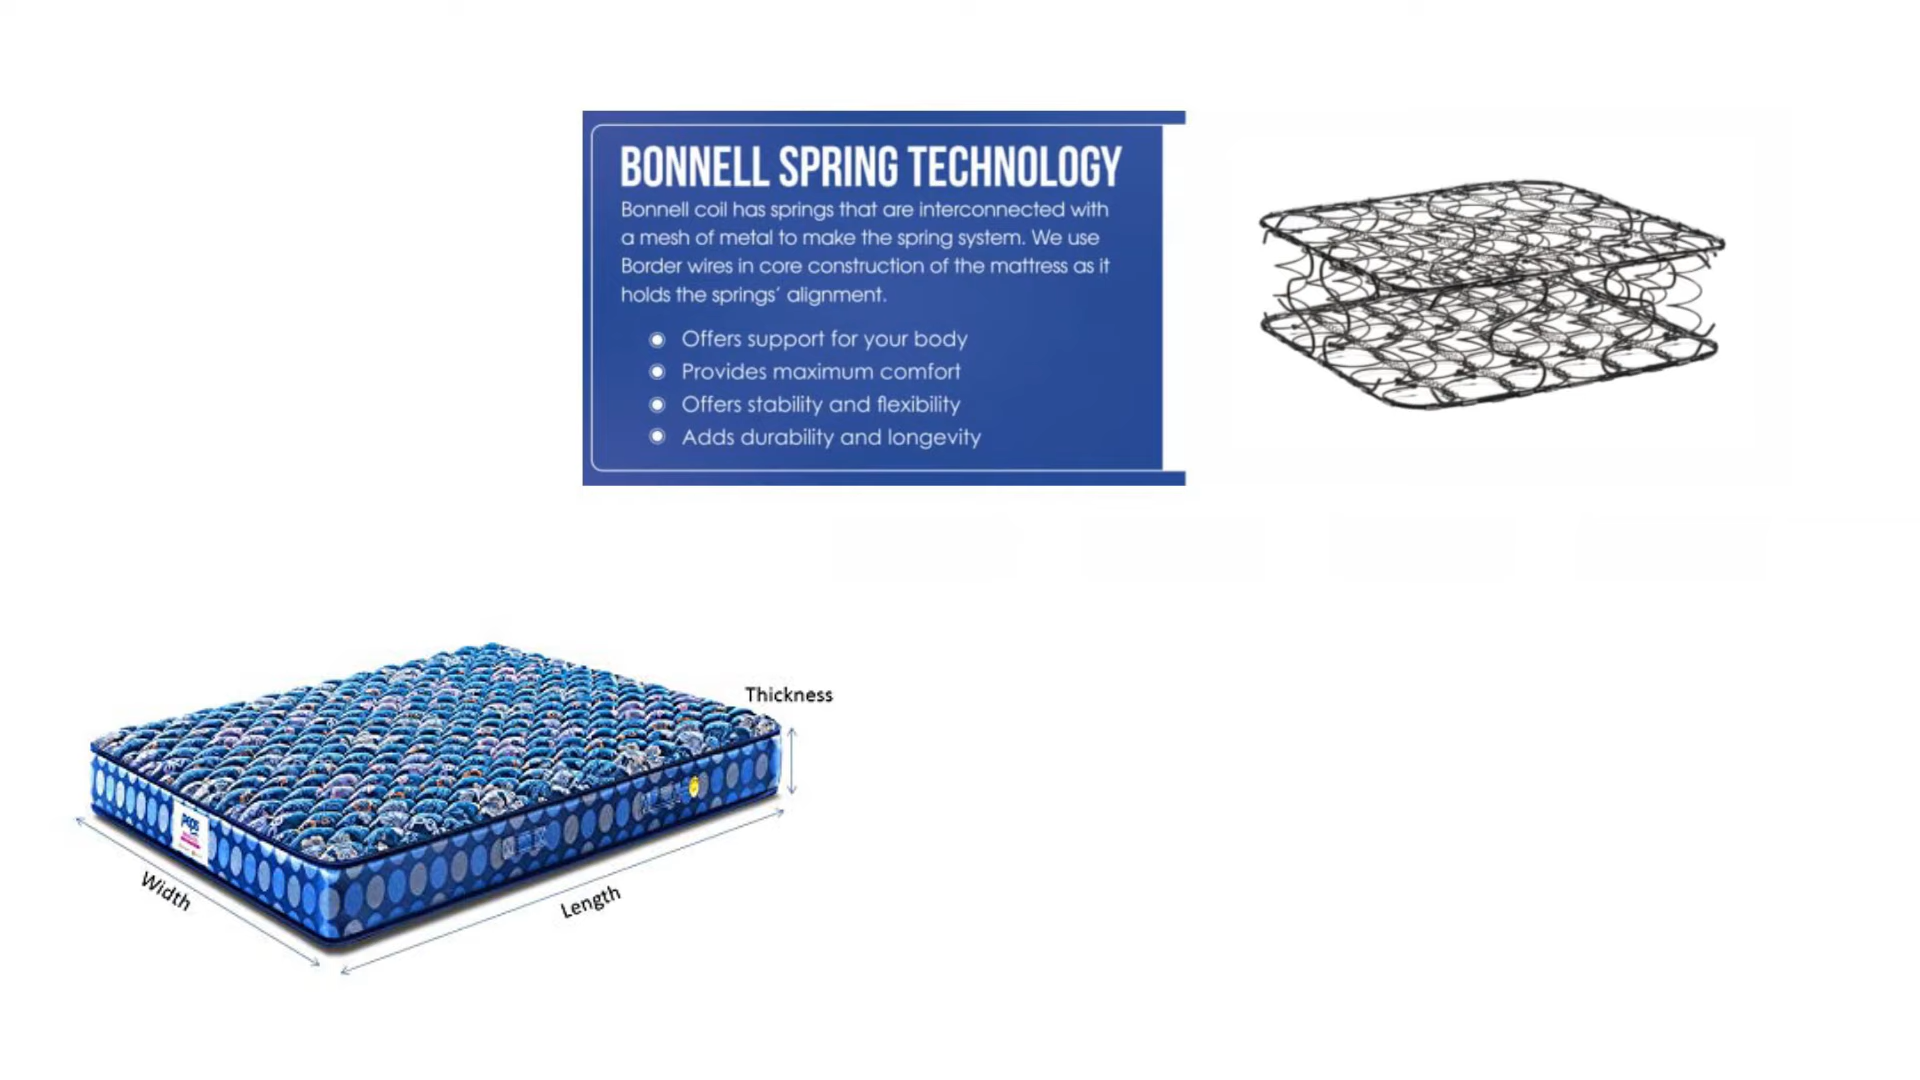 BONNELL SPRING TECHNOLOGY
Bonnell coil has springs that are interconnected with
a mesh of metal to make the spring system. We use
Border wires in core construction of the mattress as it
holds the springs’ alignment.
Offers support for your body
Provides maximum comfort
Offers stability and flexibility
Adds durability and longevity
Thickness
Width
Length